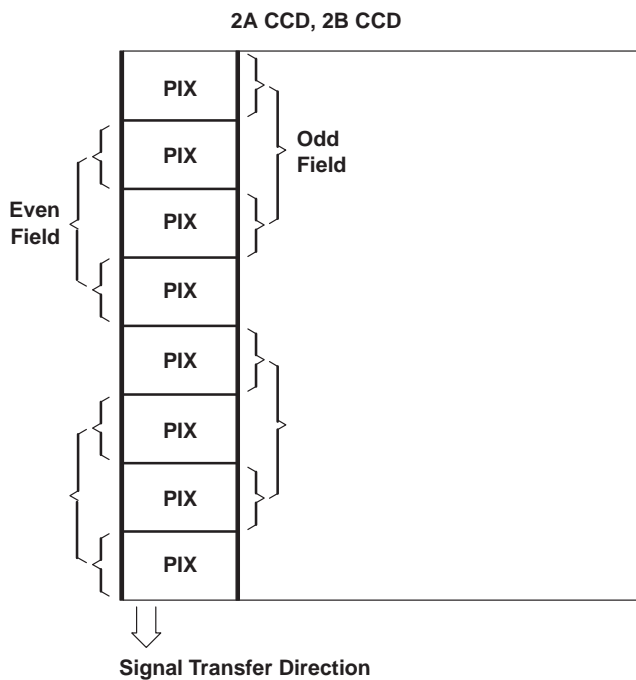 2A CCD, 2B CCD
PIX
PIX
Odd
Field
Even
Field
PIX
PIX
PIX
PIX
PIX
PIX
Signal Transfer Direction